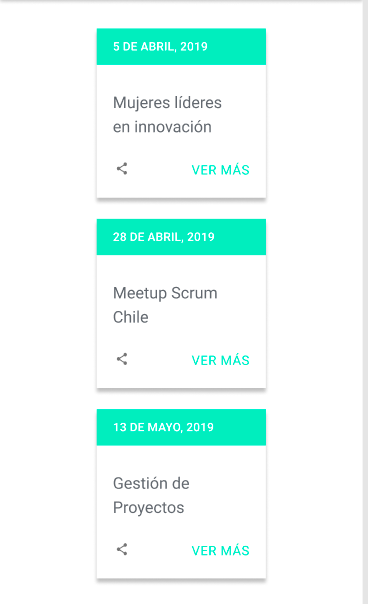 5 DE ABRIL, 2019
Mujeres líderes
en innovación
VER MÁS
28 DE ABRIL, 2019
Meetup Scrum
Chile
VER MÁS
13 DE MAYO, 2019
Gestión de
Proyectos
VER MÁS